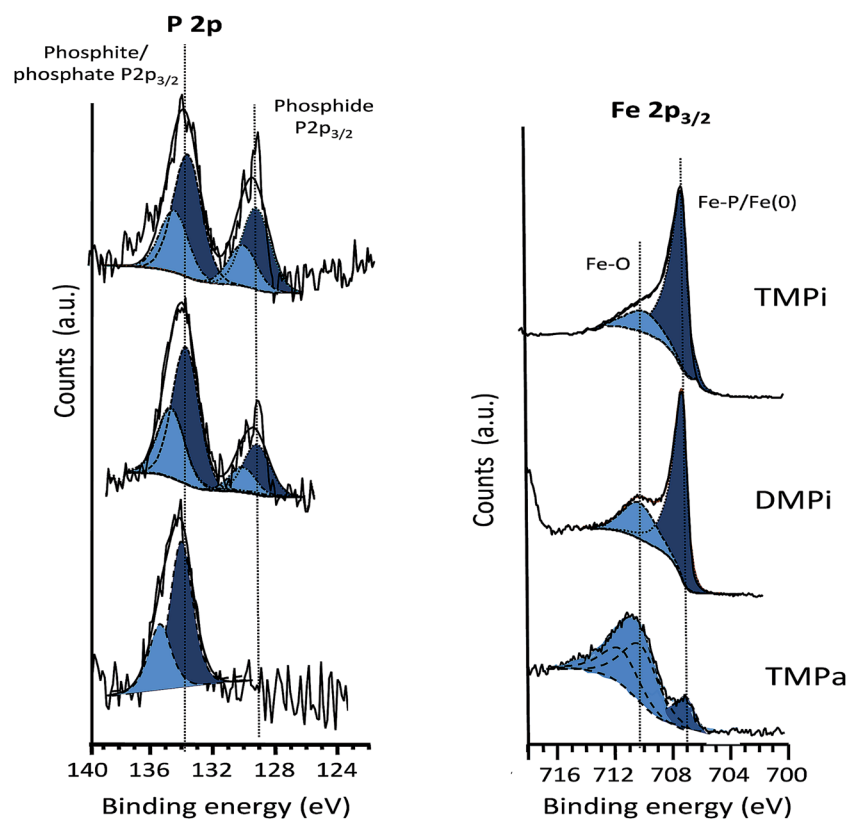 P 2p
Phosphite/
phosphate P2p3/2
Phosphide
P2p3/2
Counts (a.u.)
140 136 132 128 124
Binding energy (eV)
Fe 2p3/2
Fe-P/Fe(0)
Fe-O
TMPi
DMPi
TMPa
Counts (a.u.)
716 712 708 704 700
Binding energy (eV)